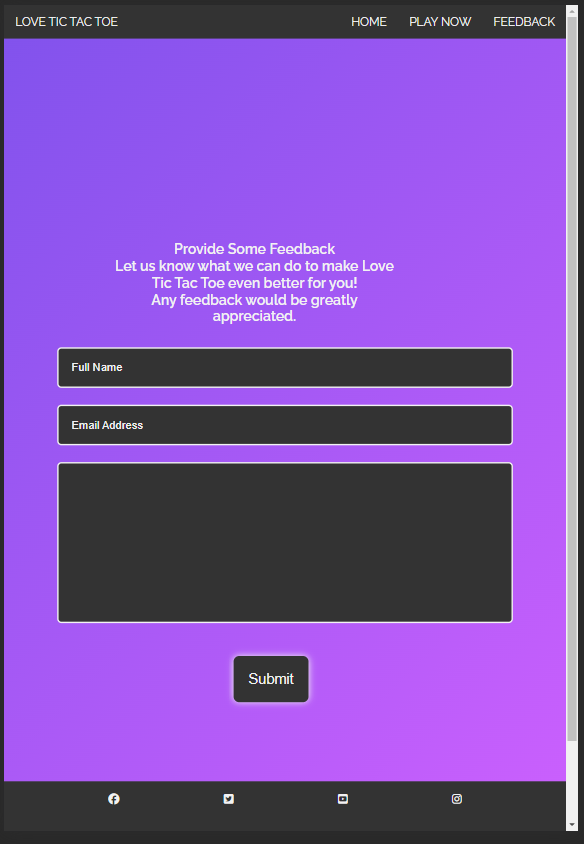 LOVE TIC TAC TOE
HOME PLAY NOW FEEDBACK
Provide Some Feedback
Let us know what we can do to make Love
Tic Tac Toe even better for you!
Any feedback would be greatly
appreciated.
Full Name
Email Address
Submit